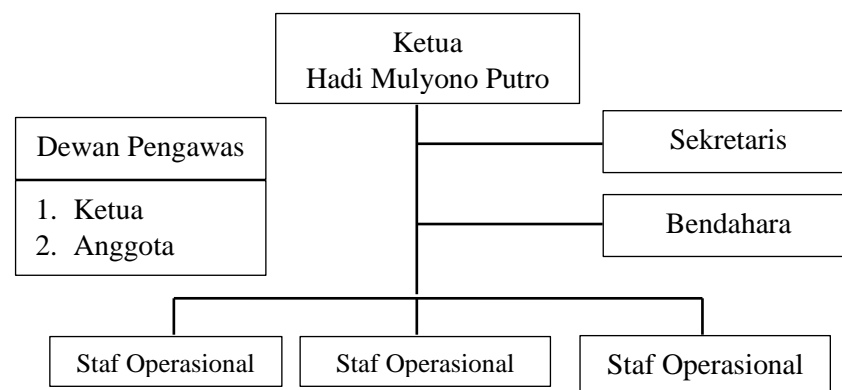 Ketua
Hadi Mulyono Putro
Dewan Pengawas
1. Ketua
2. Anggota
Sekretaris
Bendahara
Staf Operasional
Staf Operasional
Staf Operasional